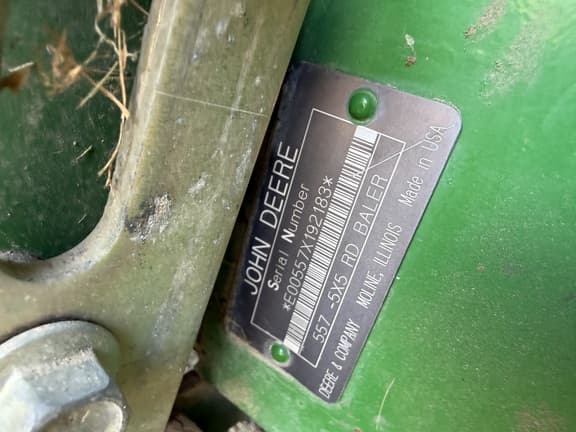 JOHN DEERE
Serial Number
*E00557X192183*
557 -5X5 RD BALER
DEERE & COMPANY MOLINE, ILLINOIS Made in USA